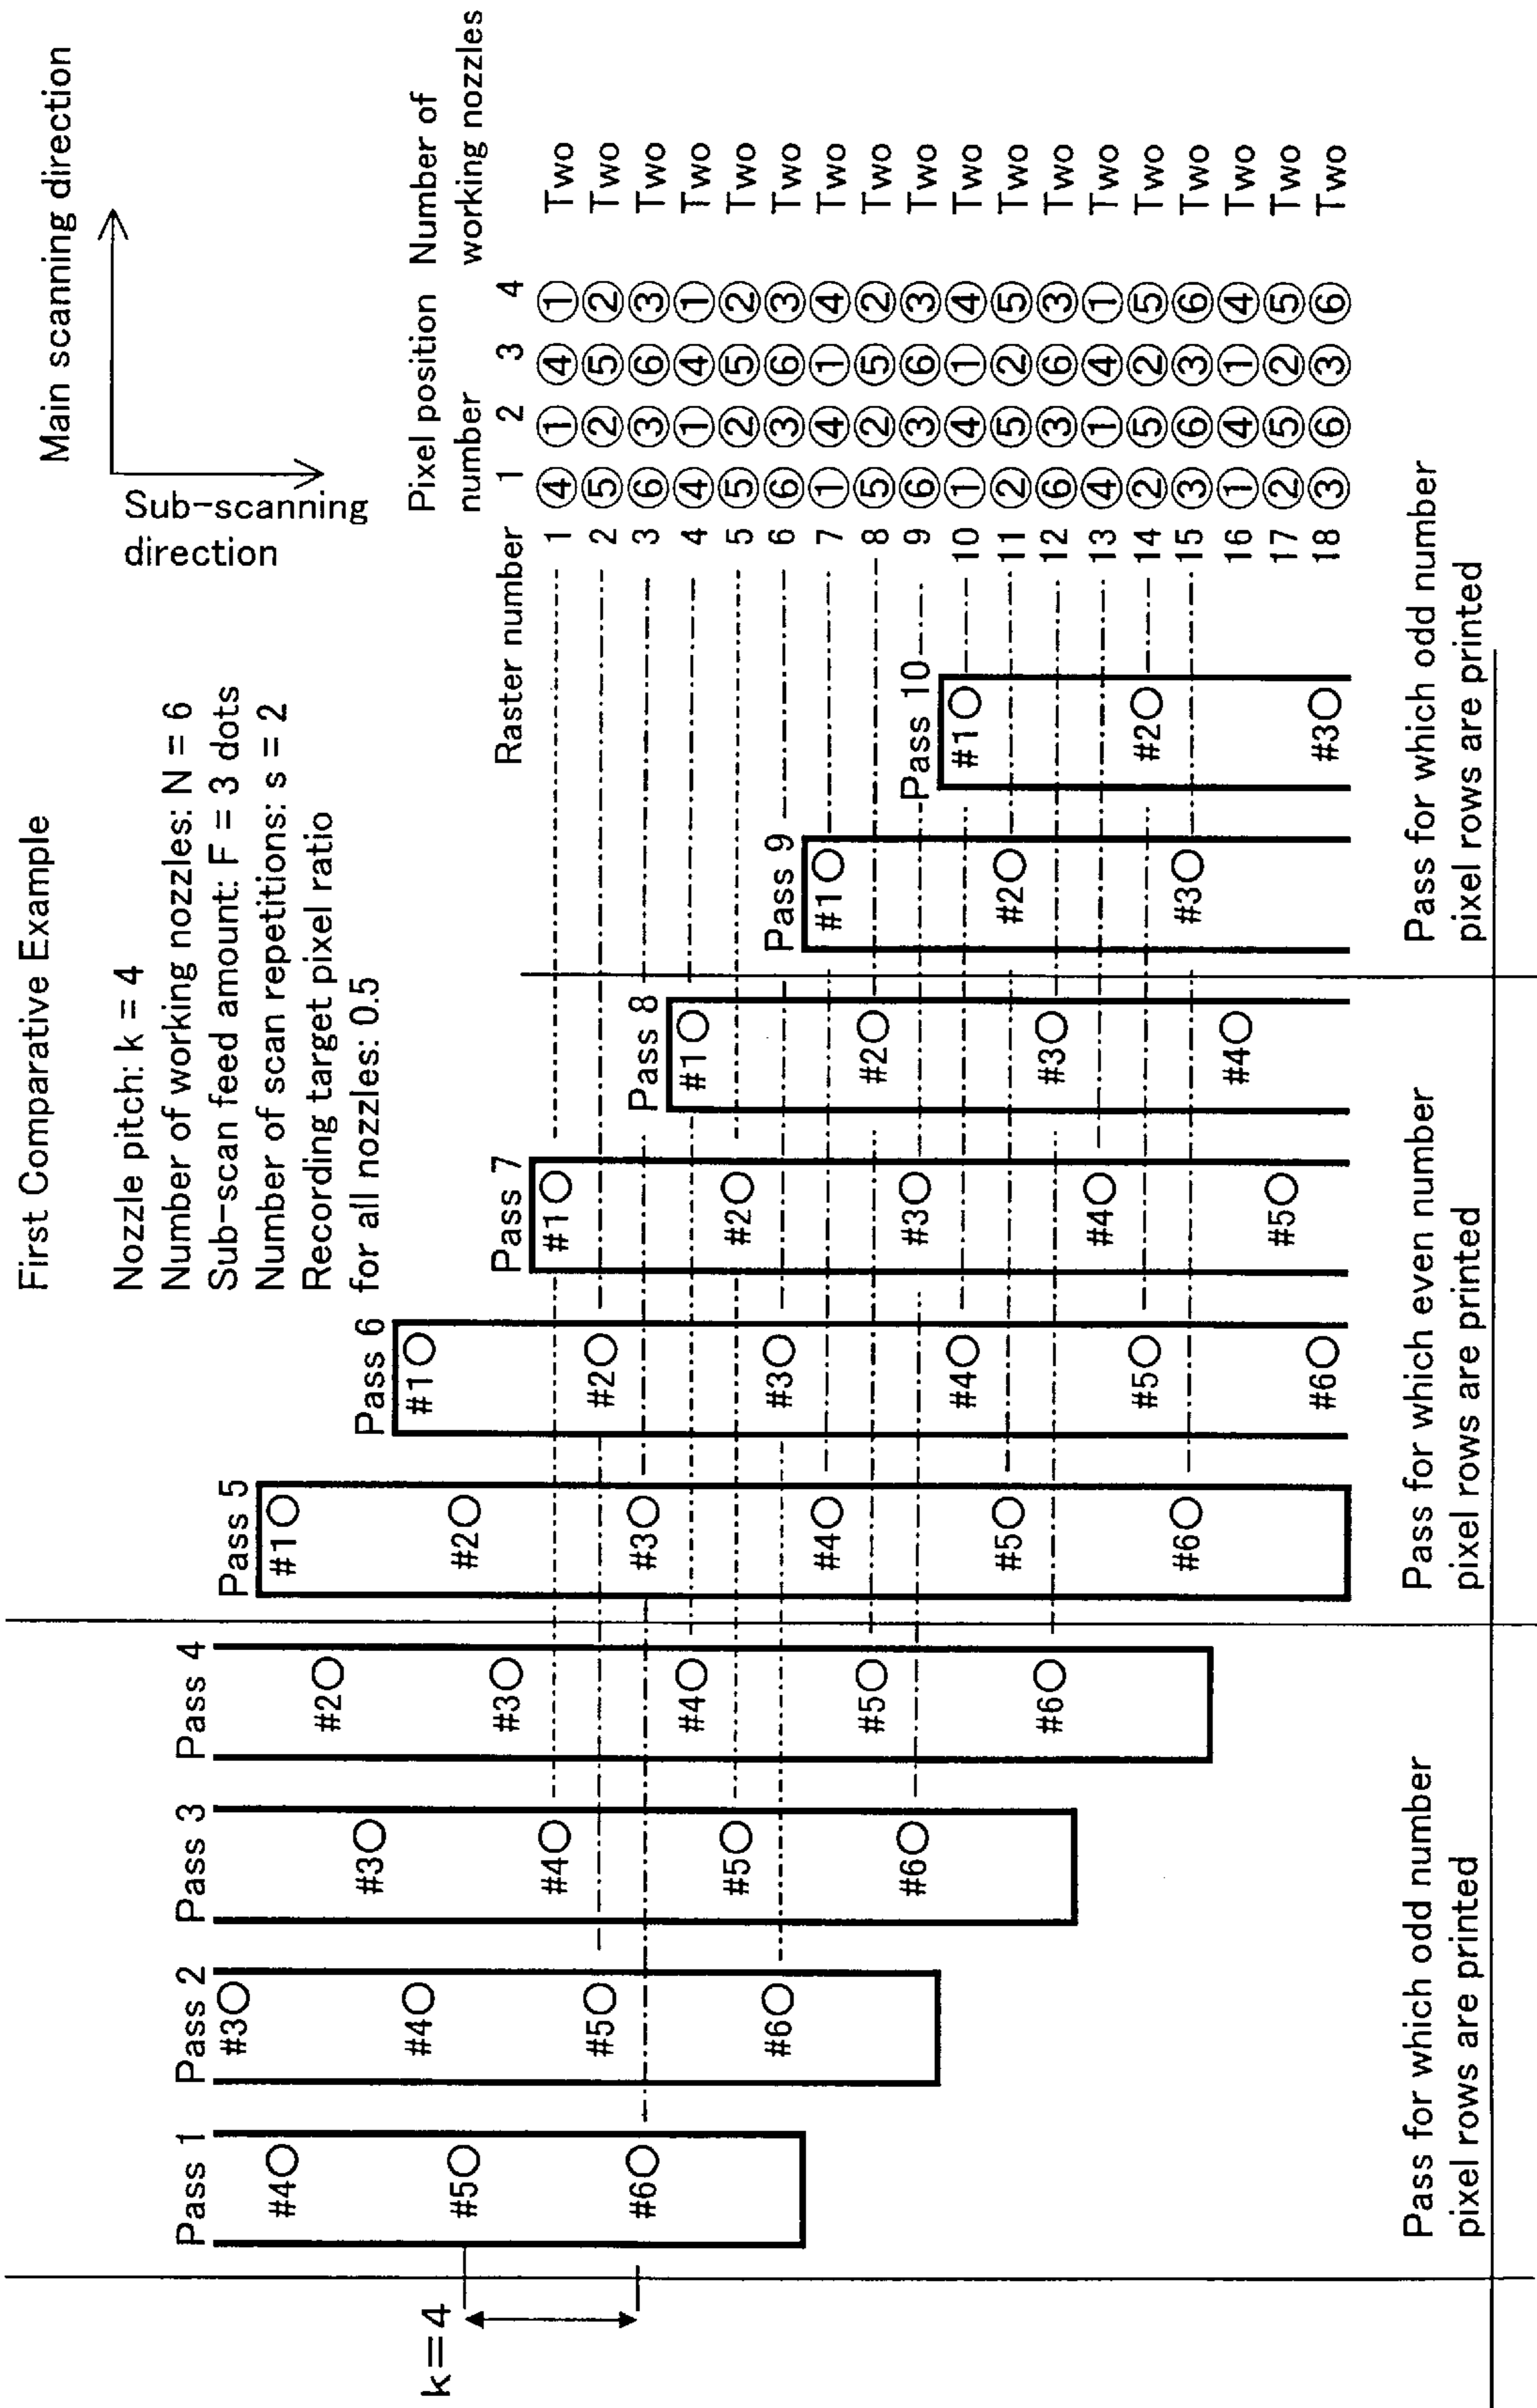 First Comparative Example
Nozzle pitch: k = 4
Number of working nozzles: N = 6
Sub-scan feed amount: F = 3 dots
Number of scan repetitions: s = 2
Recording target pixel ratio
for all nozzles: 0.5
Main scanning direction
Sub-scanning
direction
k=4
Pass 1
#4
#5
#6
Pass 2
#3
#4
#5
#6
Pass 3
#3
#4
#5
#6
Pass 4
#2
#3
#4
#5
#6
Pass 5
#1
#2
#3
#4
#5
#6
Pass 6
#1
#2
#3
#4
#5
#6
Pass 7
#1
#2
#3
#4
#5
Pass 8
#1
#2
#3
#4
Pass 9
#1
#2
#3
Pass 10
#1
#2
#3
Pixel position Number of
number working nozzles
Raster number 1 2 3 4
1 ④ ① ④ ① Two
2 ⑤ ② ⑤ ② Two
3 ⑥ ③ ⑥ ③ Two
4 ④ ① ④ ① Two
5 ⑤ ② ⑤ ② Two
6 ⑥ ③ ⑥ ③ Two
7 ① ④ ① ④ Two
8 ⑤ ② ⑤ ② Two
9 ⑥ ③ ⑥ ③ Two
10 ① ④ ① ④ Two
11 ② ⑤ ② ⑤ Two
12 ⑥ ③ ⑥ ③ Two
13 ④ ① ④ ① Two
14 ② ⑤ ② ⑤ Two
15 ③ ⑥ ③ ⑥ Two
16 ① ④ ① ④ Two
17 ② ⑤ ② ⑤ Two
18 ③ ⑥ ③ ⑥ Two
Pass for which odd number
pixel rows are printed
Pass for which even number
pixel rows are printed
Pass for which odd number
pixel rows are printed